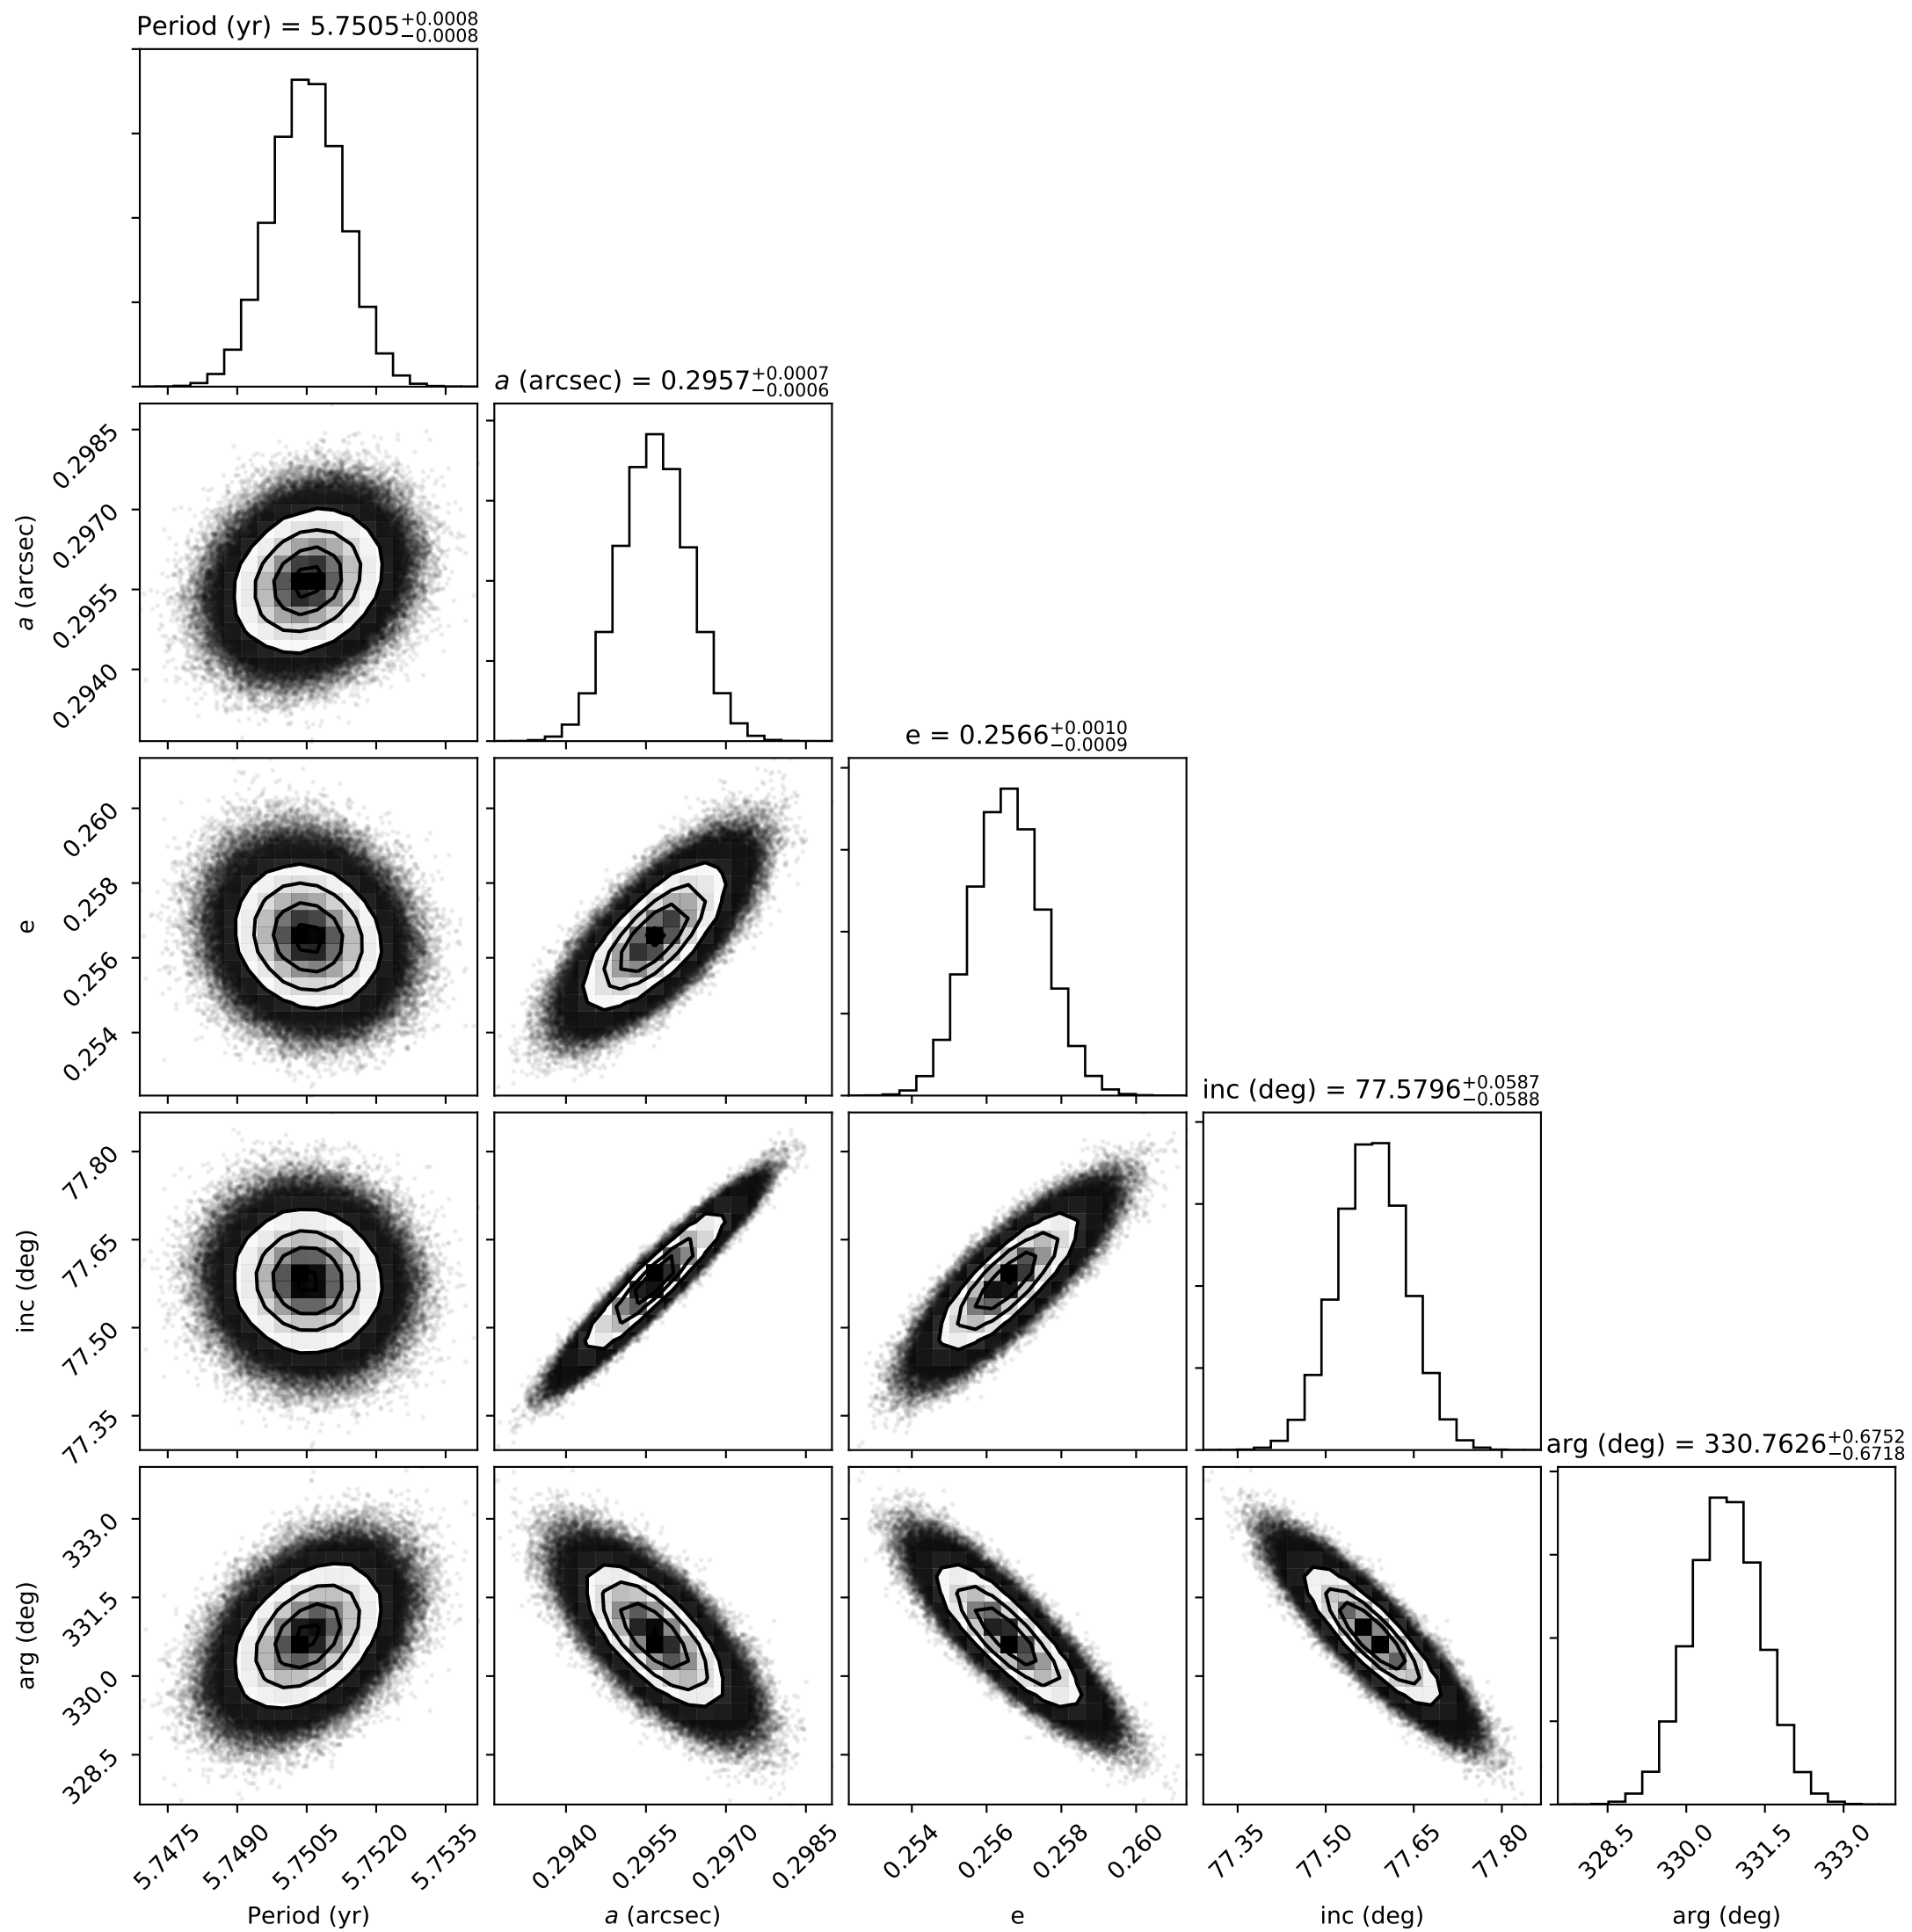 Period (yr) = 5.7505 +0.0008 −0.0008
a (arcsec) = 0.2957 +0.0007 −0.0006
0.2985
0.2970
0.2955
0.2940
a (arcsec)
e = 0.2566 +0.0010 −0.0009
0.260
0.258
0.256
0.254
e
inc (deg) = 77.5796 +0.0587 −0.0588
77.80
77.65
77.50
77.35
inc (deg)
arg (deg) = 330.7626 +0.6752 −0.6718
333.0
331.5
330.0
328.5
arg (deg)
5.7475 5.7490 5.7505 5.7520 5.7535 0.2940 0.2955 0.2970 0.2985 0.254 0.256 0.258 0.260 77.35 77.50 77.65 77.80 328.5 330.0 331.5 333.0
Period (yr) a (arcsec) e inc (deg) arg (deg)